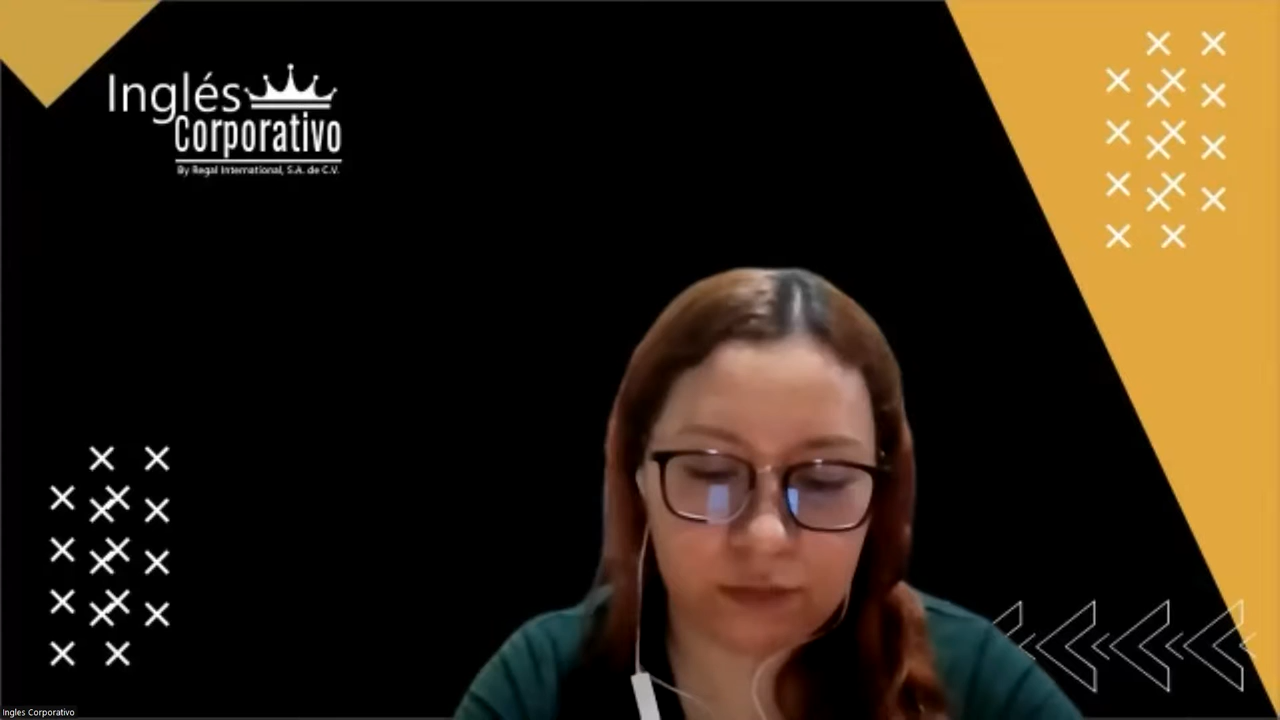 Inglés
Corporativo
By Regal International, S.A. de C.V.
Ingles Corporativo